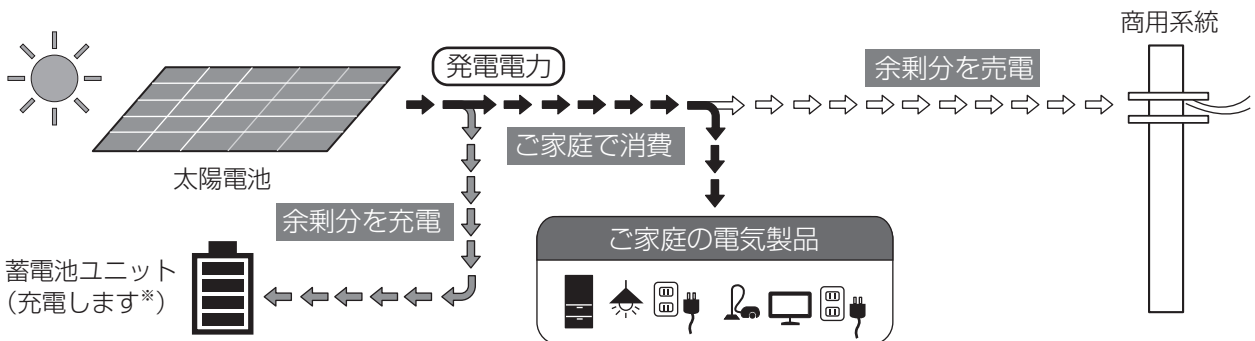 商用系統
発電電力
余剰分を売電
ご家庭で消費
太陽電池
余剰分を充電
ご家庭の電気製品
蓄電池ユニット
（充電します※）